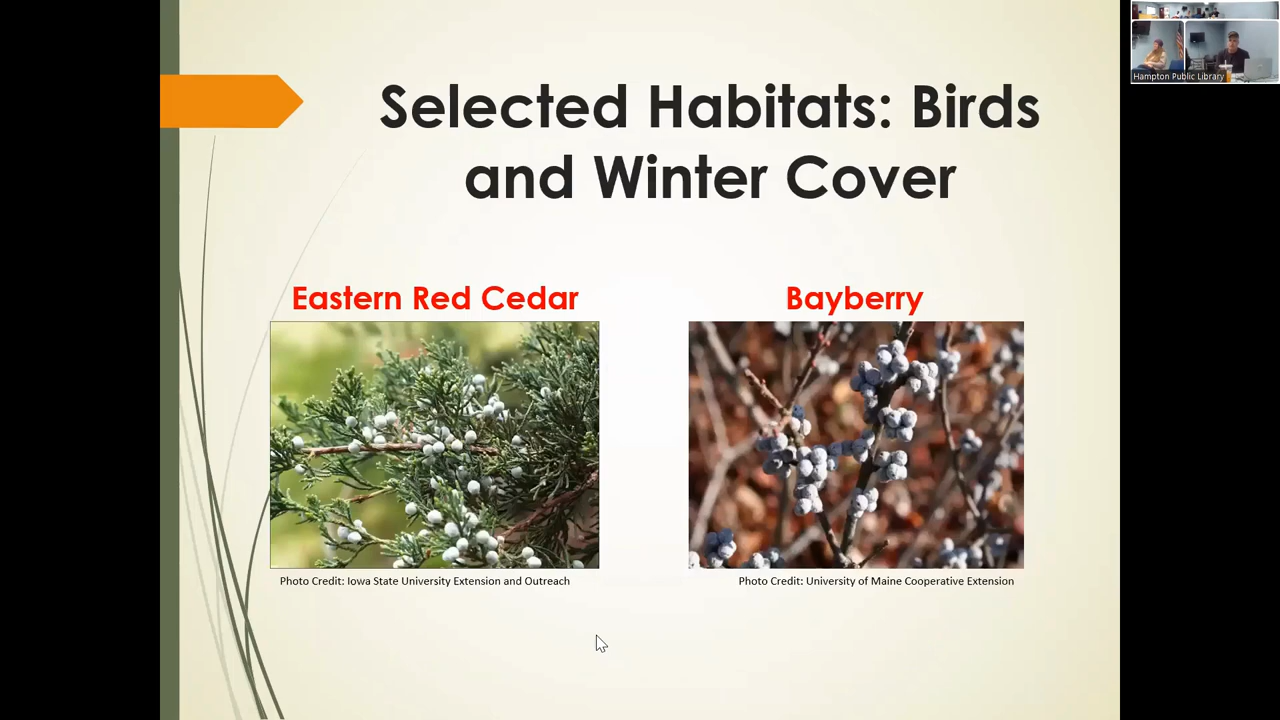 Selected Habitats: Birds
and Winter Cover
Eastern Red Cedar
Bayberry
Photo Credit: Iowa State University Extension and Outreach
Photo Credit: University of Maine Cooperative Extension
Hampton Public Library